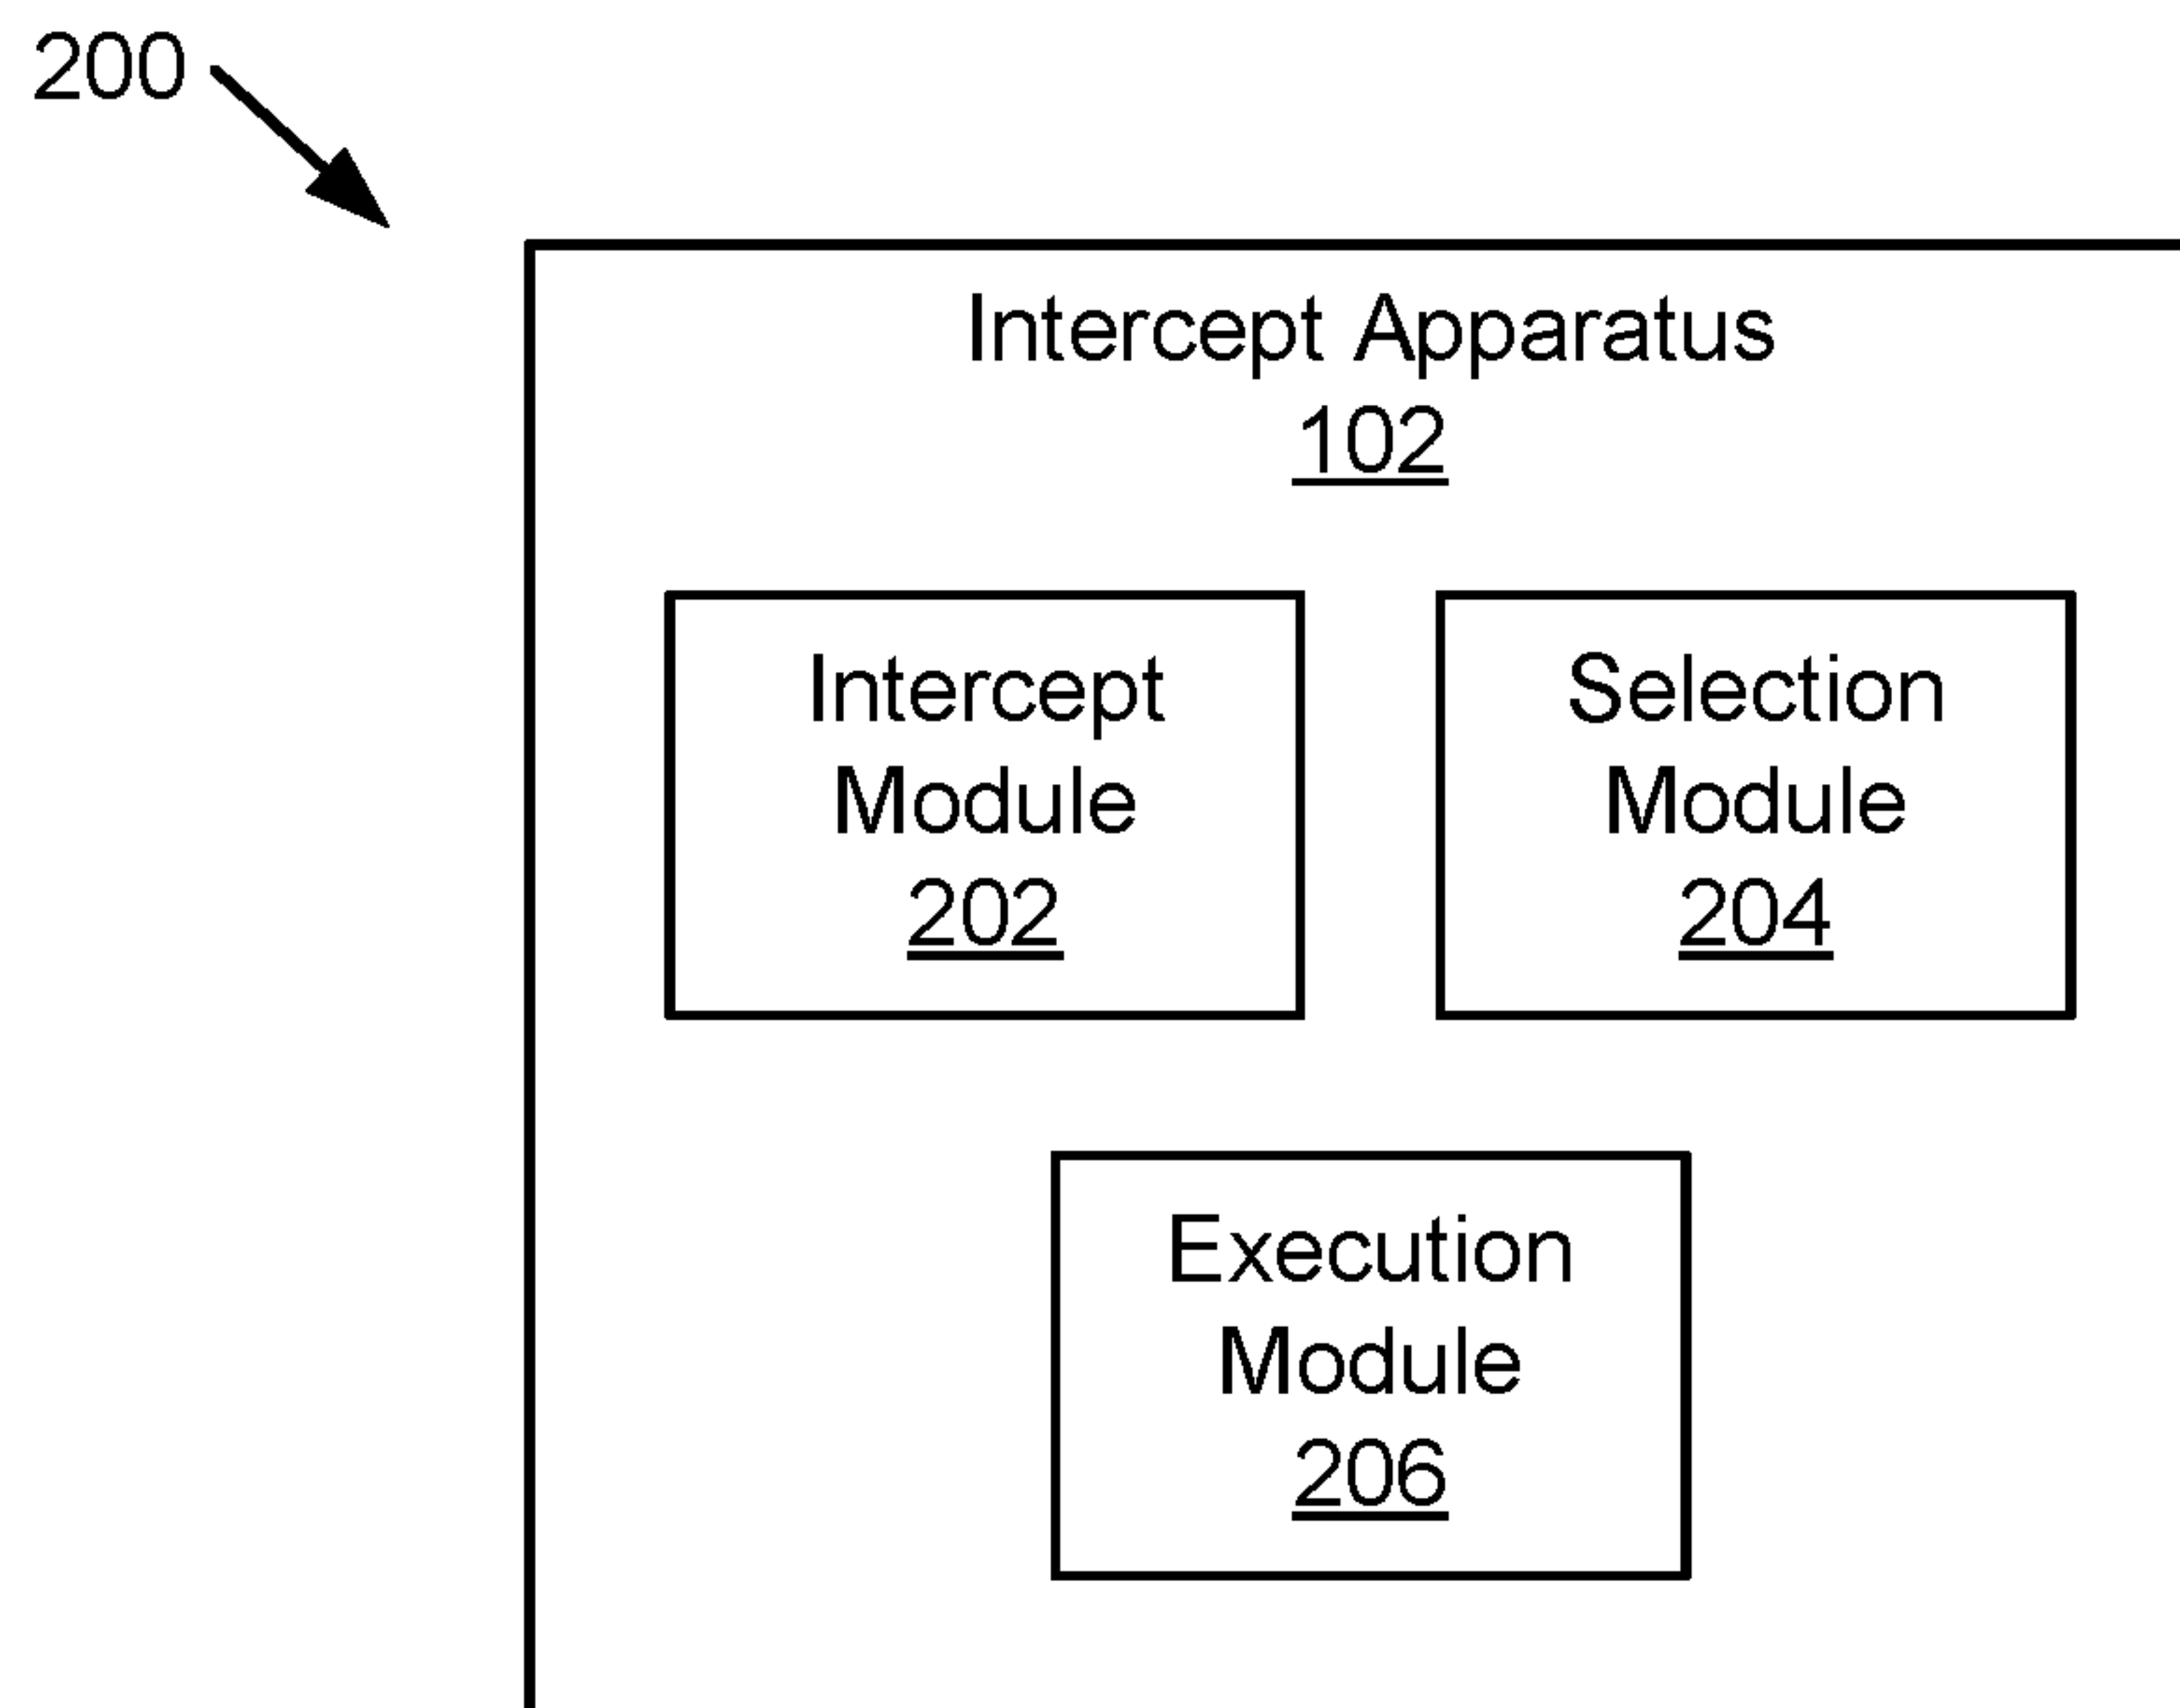 200
Intercept Apparatus
102
Intercept
Module
202
Selection
Module
204
Execution
Module
206